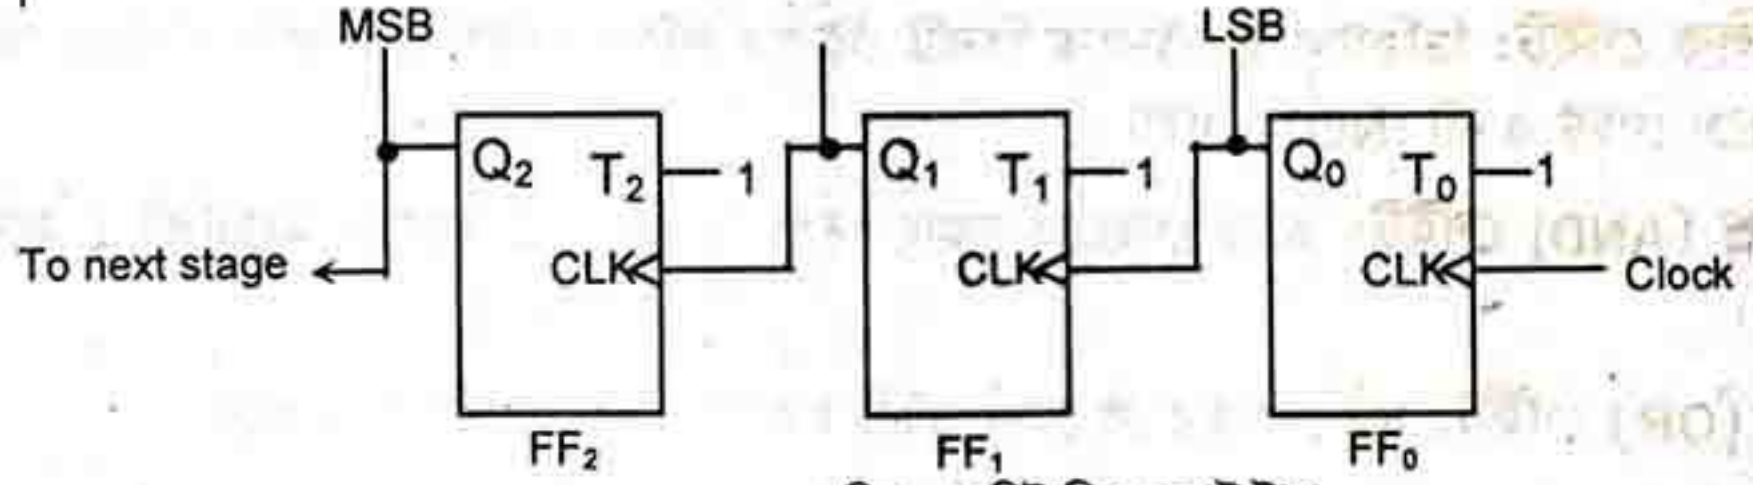 MSB LSB
Q₂ T₂ 1 Q₁ T₁ 1 Q₀ T₀ 1
To next stage CLK CLK CLK Clock
FF₂ FF₁ FF₀